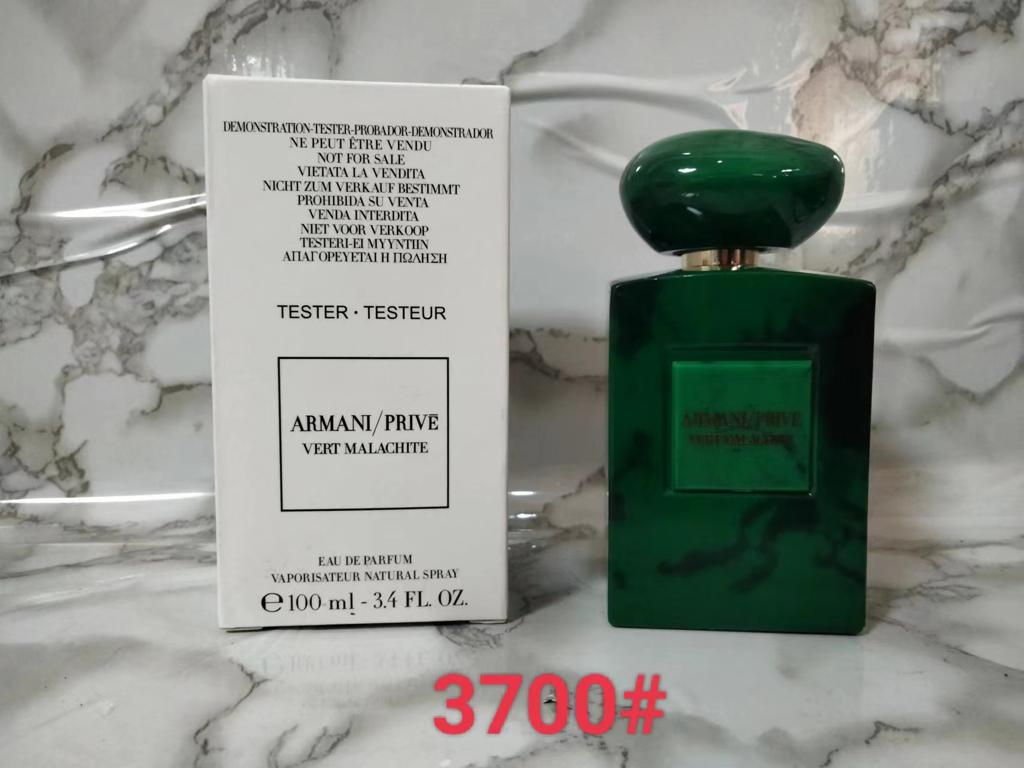 DEMONSTRATION-TESTER-PROBADOR-DEMONSTRADOR
NE PEUT ÊTRE VENDU
NOT FOR SALE
VIETATA LA VENDITA
NICHT ZUM VERKAUF BESTIMMT
PROHIBIDA SU VENTA
VENDA INTERDITA
NIET VOOR VERKOOP
TESTERI-EI MYYNTIIN
ΑΠΑΓΟΡΕΥΕΤΑΙ Η ΠΩΛΗΣΗ
TESTER · TESTEUR
ARMANI/PRIVĒ
VERT MALACHITE
EAU DE PARFUM
VAPORISATEUR NATURAL SPRAY
℮ 100 ml - 3.4 FL. OZ.
ARMANI/PRIVĒ
3700#